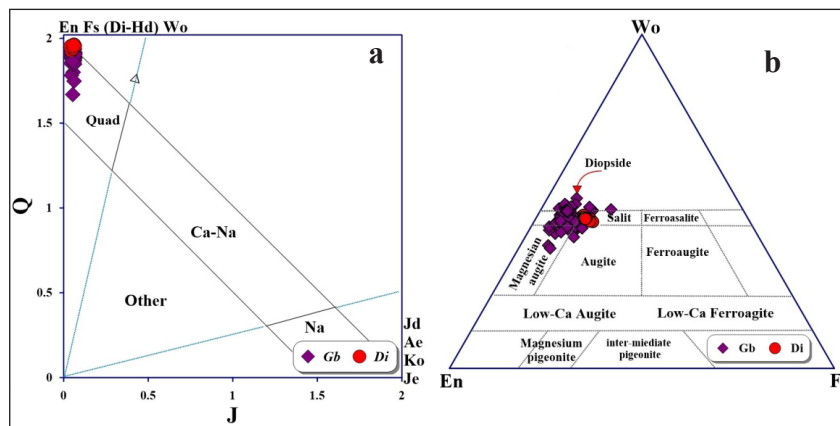 En Fs (Di-Hd) Wo
a
2
Quad
1.5
Q
1
Ca-Na
Other
0.5
Na
Jd
Ae
Ko
Je
Gb Di
0
0 0.5 1 1.5 2
J
Wo
b
Diopside
Salit Ferroasalite
Magnesian augite
Augite
Ferroaugite
Low-Ca Augite Low-Ca Ferroagite
Magnesium pigeonite
inter-miediate pigeonite
Gb Di
En
F